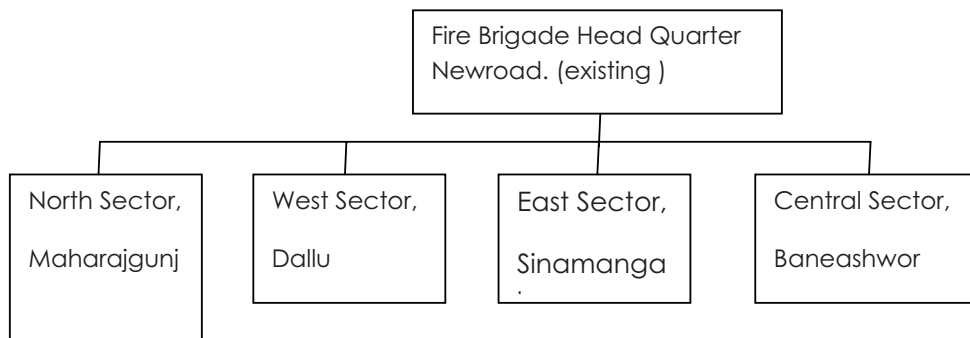 Fire Brigade Head Quarter
Newroad. (existing )
North Sector,
Maharajgunj
West Sector,
Dallu
East Sector,
Sinamanga
Central Sector,
Baneashwor